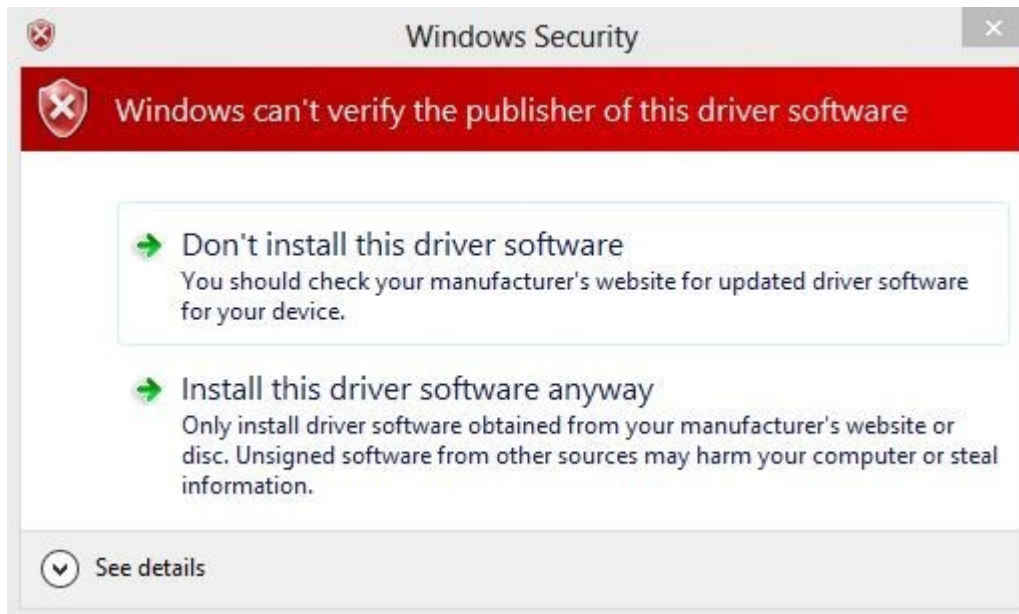 Windows Security
Windows can't verify the publisher of this driver software
Don't install this driver software
You should check your manufacturer's website for updated driver software
for your device.
Install this driver software anyway
Only install driver software obtained from your manufacturer's website or
disc. Unsigned software from other sources may harm your computer or steal
information.
See details